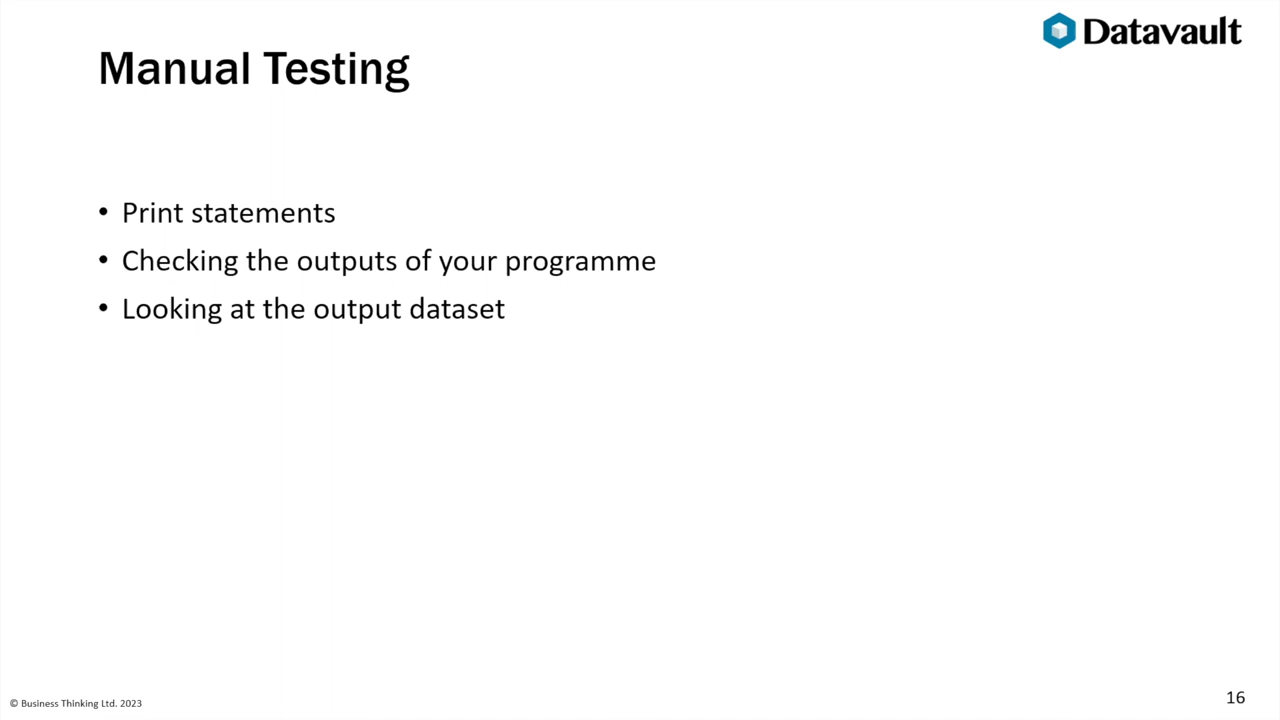 Datavault
Manual Testing
• Print statements
• Checking the outputs of your programme
• Looking at the output dataset
© Business Thinking Ltd. 2023
16